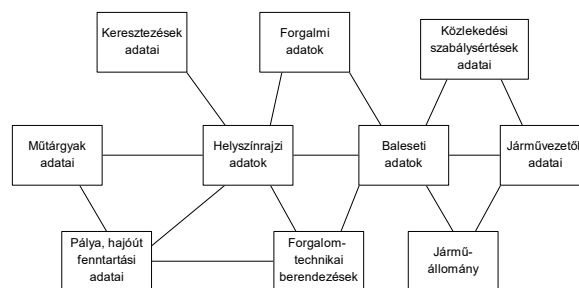 Keresztezések
adatai
Forgalmi
adatok
Közlekedési
szabálysértések
adatai
Műtárgyak
adatai
Helyszínrajzi
adatok
Baleseti
adatok
Járművezetők
adatai
Pálya, hajóút
fenntartási
adatai
Forgalom-
technikai
berendezések
Jármű-
állomány